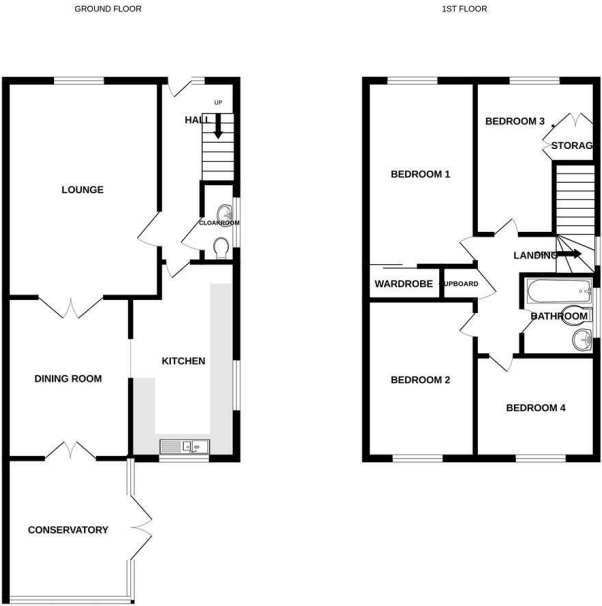 GROUND FLOOR
1ST FLOOR
UP
HALL
LOUNGE
CLOAKROOM
KITCHEN
DINING ROOM
CONSERVATORY
BEDROOM 3
STORAG
BEDROOM 1
LANDING
WARDROBE
CUPBOARD
BATHROOM
BEDROOM 2
BEDROOM 4